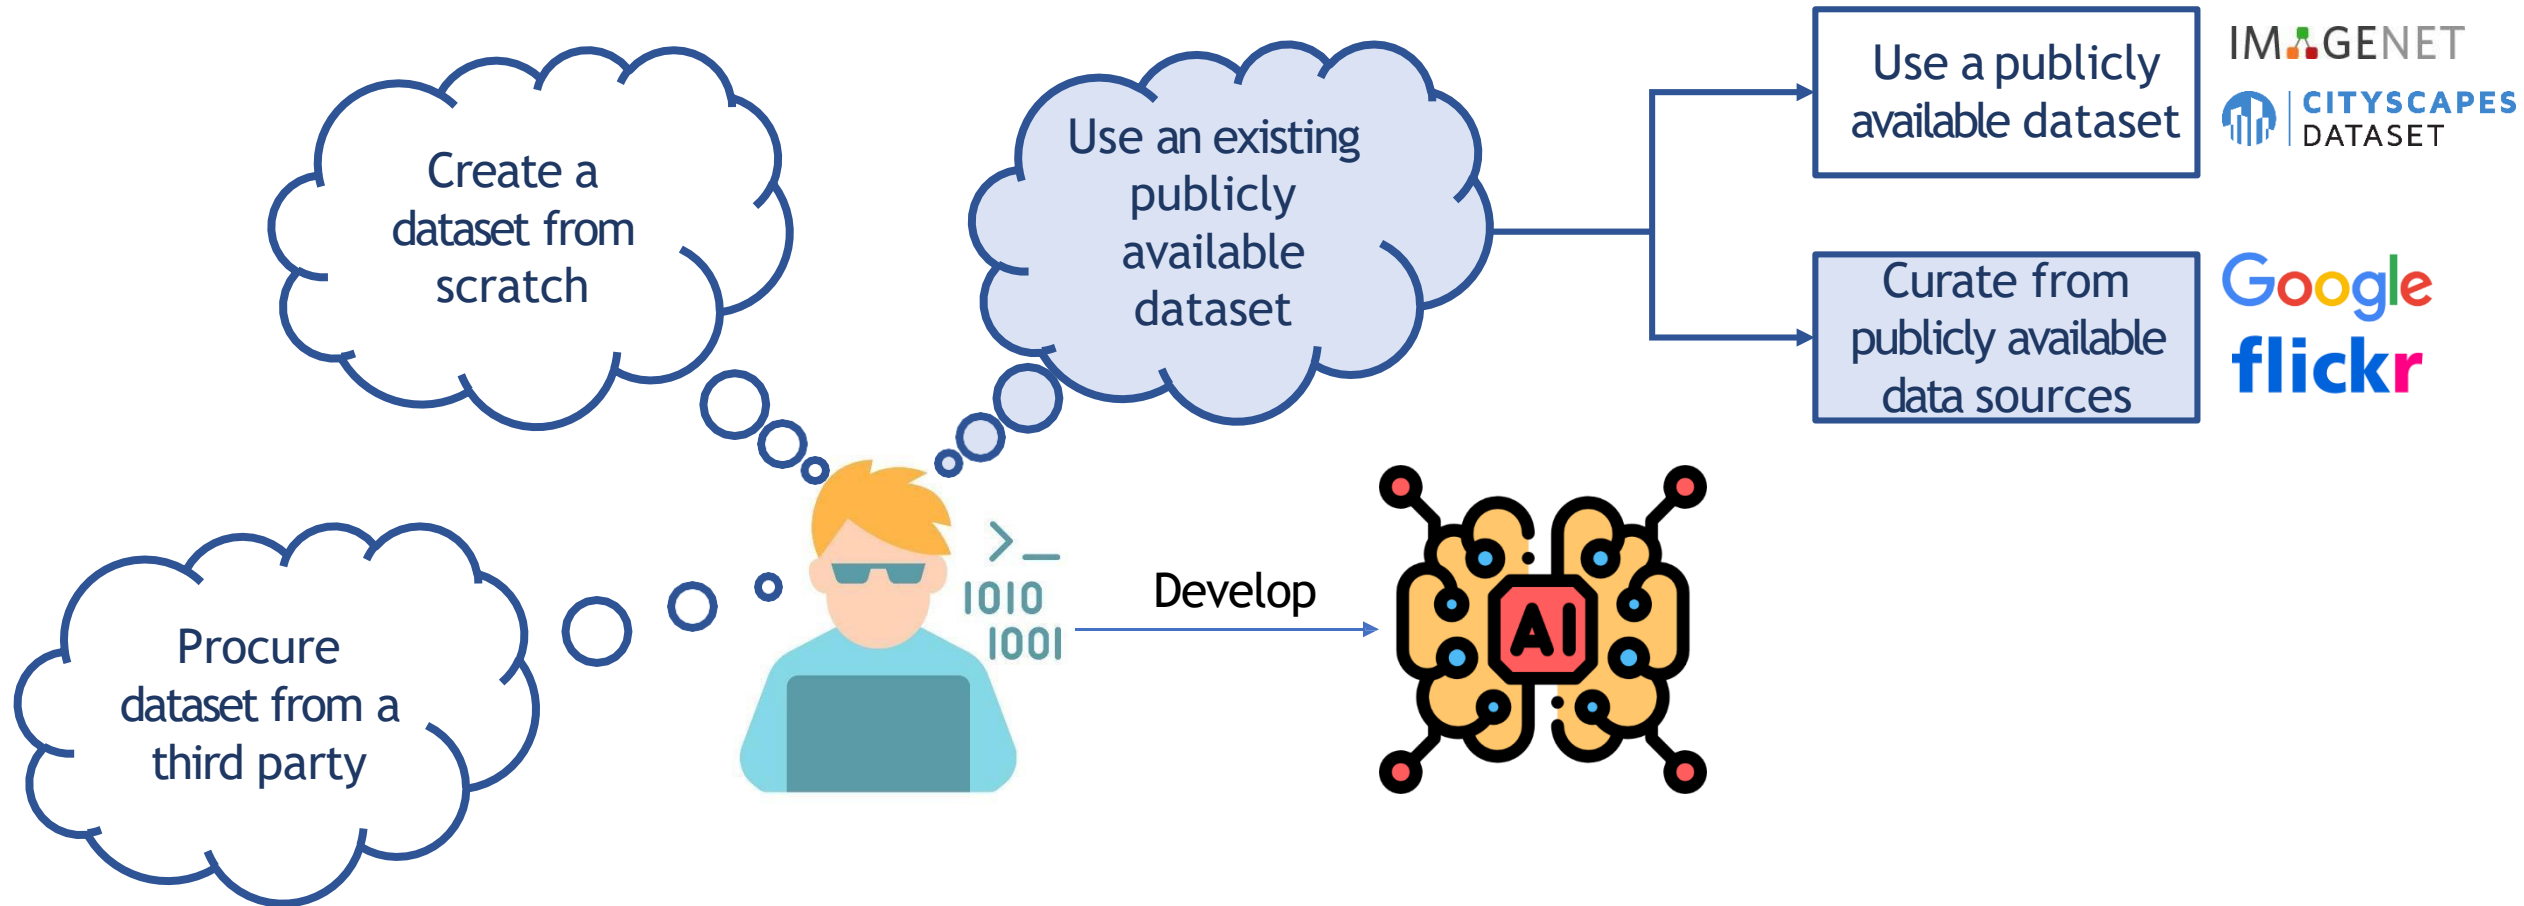 Create a
dataset from
scratch
Use an existing
publicly
available
dataset
Use a publicly
available dataset
IMAGENET
CITYSCAPES
DATASET
Curate from
publicly available
data sources
Google
flickr
Procure
dataset from a
third party
>_
1010
1001
Develop
AI